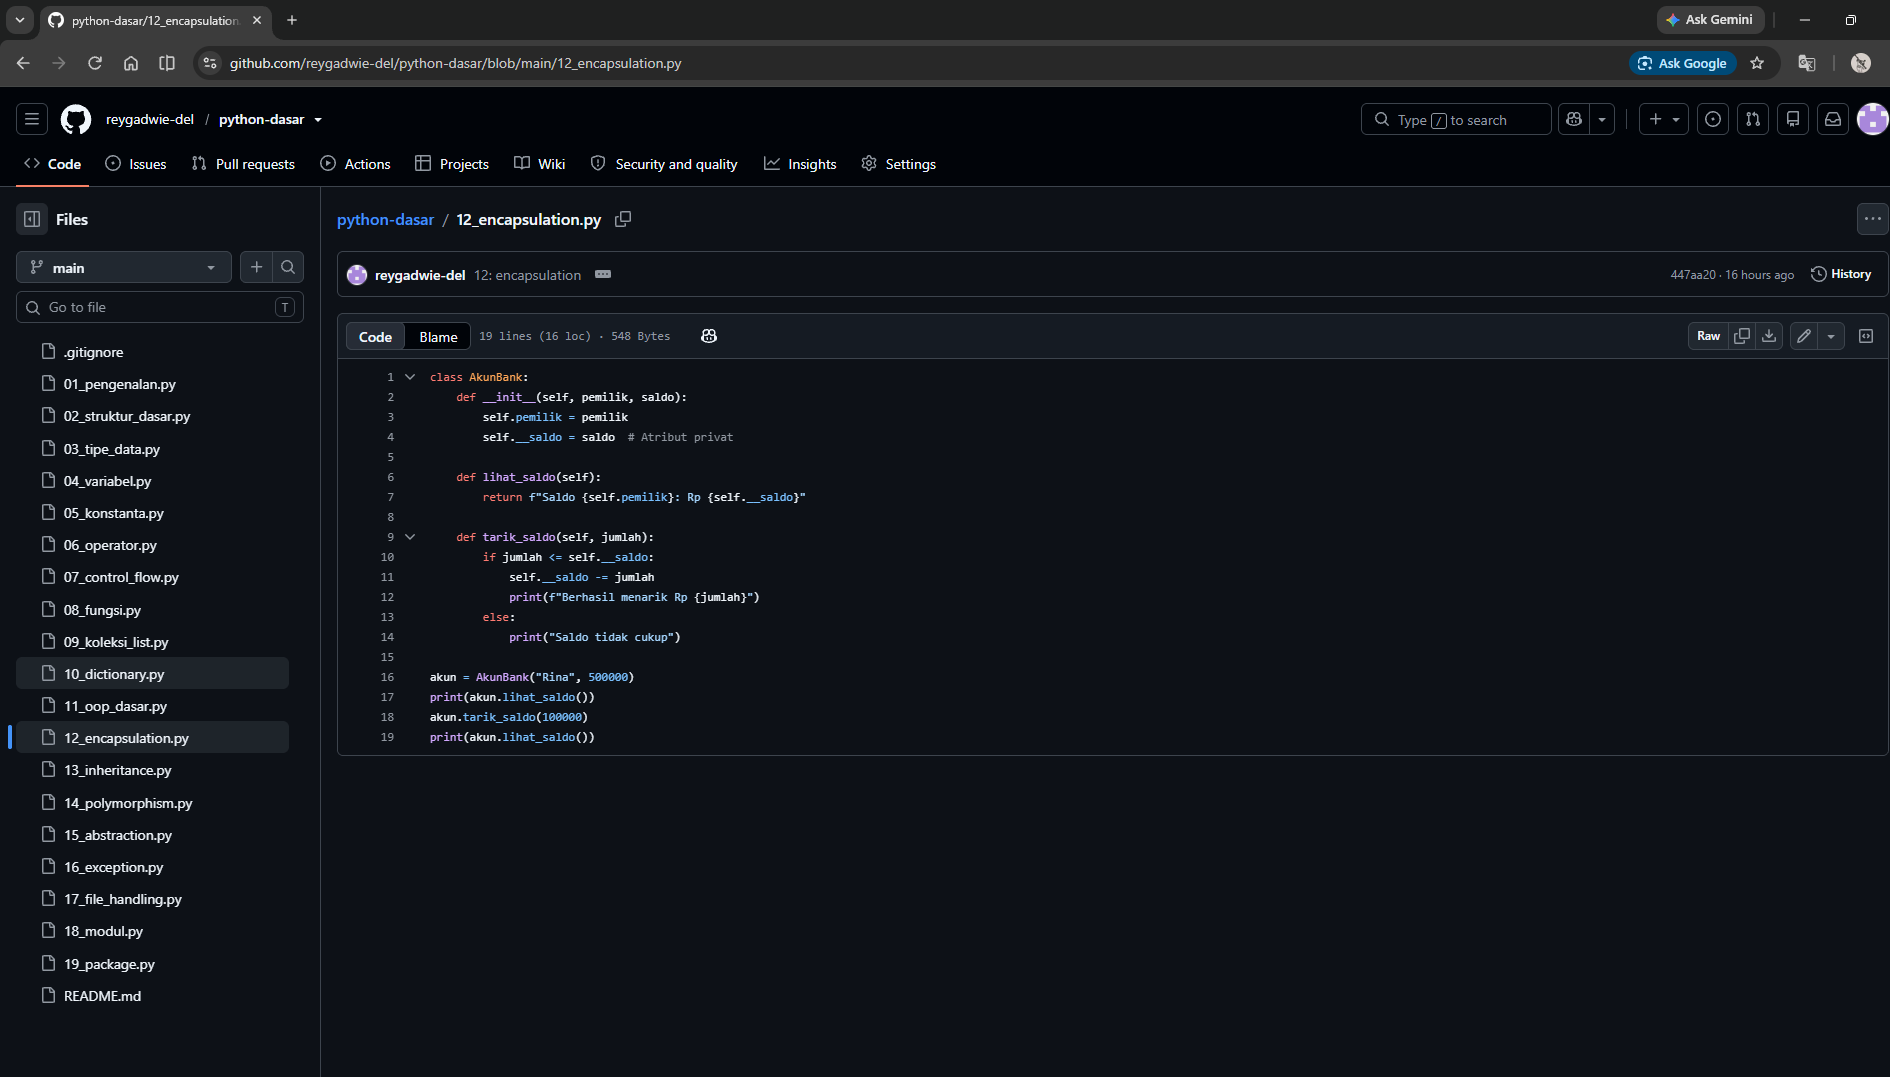 python-dasar/12_encapsulation
Ask Gemini
github.com/reygadwie-del/python-dasar/blob/main/12_encapsulation.py
Ask Google
reygadwie-del / python-dasar
Type / to search
Code
Issues
Pull requests
Actions
Projects
Wiki
Security and quality
Insights
Settings
Files
main
Go to file
T
.gitignore
01_pengenalan.py
02_struktur_dasar.py
03_tipe_data.py
04_variabel.py
05_konstanta.py
06_operator.py
07_control_flow.py
08_fungsi.py
09_koleksi_list.py
10_dictionary.py
11_oop_dasar.py
12_encapsulation.py
13_inheritance.py
14_polymorphism.py
15_abstraction.py
16_exception.py
17_file_handling.py
18_modul.py
19_package.py
README.md
python-dasar / 12_encapsulation.py
reygadwie-del 12: encapsulation
447aa20 · 16 hours ago
History
Code
Blame
19 lines (16 loc) · 548 Bytes
Raw
1 class AkunBank:
2     def __init__(self, pemilik, saldo):
3         self.pemilik = pemilik
4         self.__saldo = saldo  # Atribut privat
5
6     def lihat_saldo(self):
7         return f"Saldo {self.pemilik}: Rp {self.__saldo}"
8
9     def tarik_saldo(self, jumlah):
10         if jumlah <= self.__saldo:
11             self.__saldo -= jumlah
12             print(f"Berhasil menarik Rp {jumlah}")
13         else:
14             print("Saldo tidak cukup")
15
16 akun = AkunBank("Rina", 500000)
17 print(akun.lihat_saldo())
18 akun.tarik_saldo(100000)
19 print(akun.lihat_saldo())